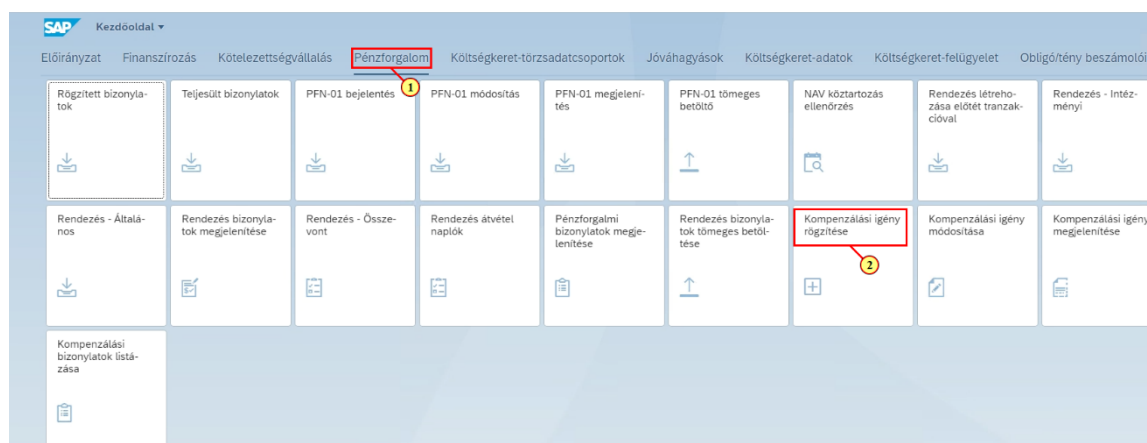 SAP Kezdőoldal
Előirányzat Finanszírozás Kötelezettségvállalás Pénzforgalom Költségkeret-törzsadatcsoportok Jóváhagyások Költségkeret-adatok Költségkeret-felügyelet Obligó/tény beszámolói
1
Rögzített bizonyla-
tok
Teljesült bizonylatok
PFN-01 bejelentés
PFN-01 módosítás
PFN-01 megjelení-
tés
PFN-01 tömeges
betöltő
NAV köztartozás
ellenőrzés
Rendezés létreho-
zása előtét tranzak-
cióval
Rendezés - Intéz-
ményi
Rendezés - Általá-
nos
Rendezés bizonyla-
tok megjelenítése
Rendezés - Össze-
vont
Rendezés átvétel
naplók
Pénzforgalmi
bizonylatok megje-
lenítése
Rendezés bizonyla-
tok tömeges betöl-
tése
Kompenzálási igény
rögzítése
2
Kompenzálási igény
módosítása
Kompenzálási igény
megjelenítése
Kompenzálási
bizonylatok listá-
zása